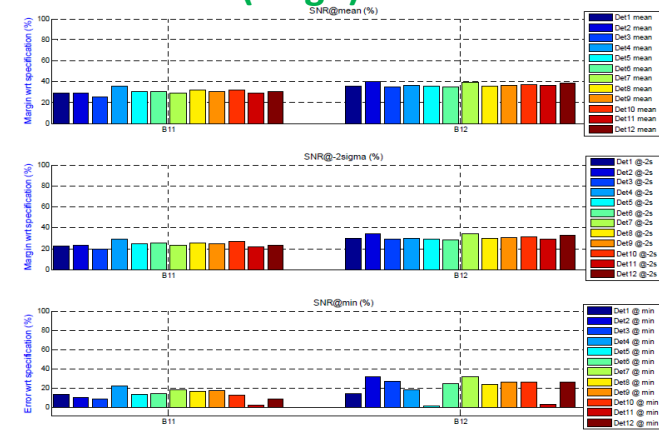 SNR@mean (%)
Margin wrt specification (%)
100
80
60
40
20
0
B11
B12
Det1 mean
Det2 mean
Det3 mean
Det4 mean
Det5 mean
Det6 mean
Det7 mean
Det8 mean
Det9 mean
Det10 mean
Det11 mean
Det12 mean
SNR@-2sigma (%)
Margin wrt specification (%)
100
80
60
40
20
0
B11
B12
Det1 @-2s
Det2 @-2s
Det3 @-2s
Det4 @-2s
Det5 @-2s
Det6 @-2s
Det7 @-2s
Det8 @-2s
Det9 @-2s
Det10 @-2s
Det11 @-2s
Det12 @-2s
SNR@min (%)
Error wrt specification (%)
100
80
60
40
20
0
B11
B12
Det1 @ min
Det2 @ min
Det3 @ min
Det4 @ min
Det5 @ min
Det6 @ min
Det7 @ min
Det8 @ min
Det9 @ min
Det10 @ min
Det11 @ min
Det12 @ min